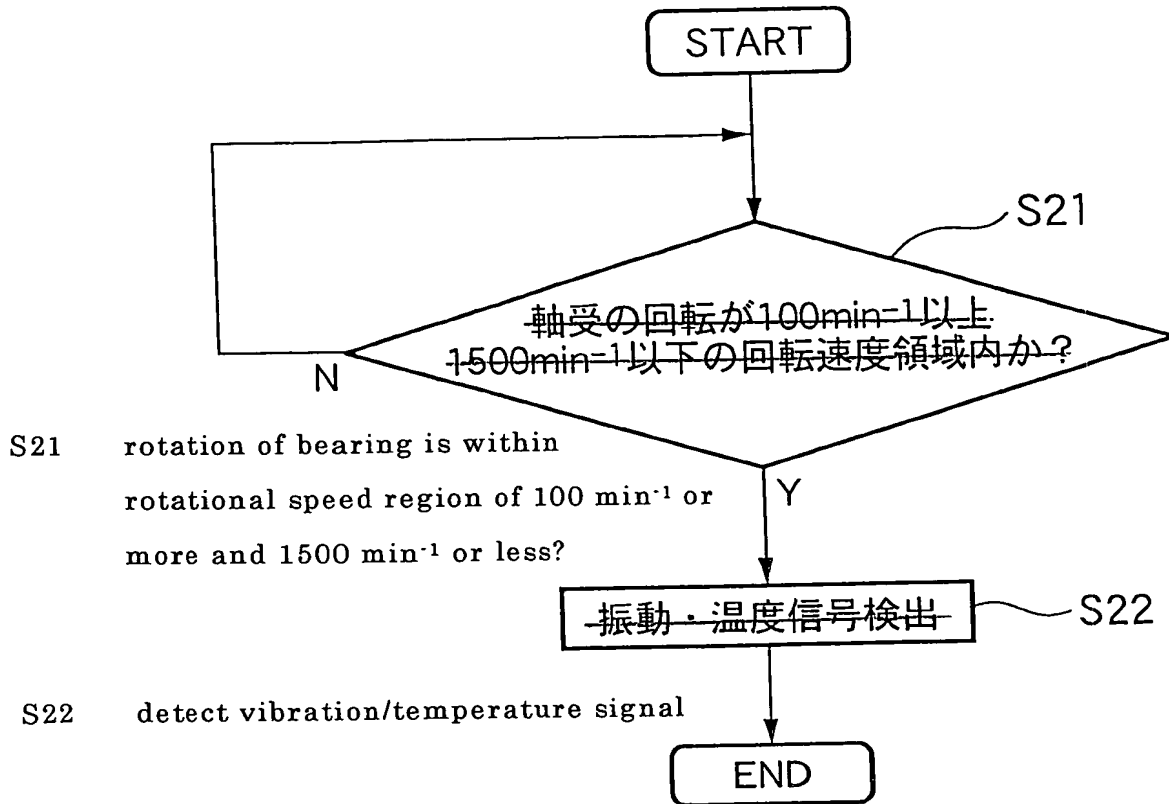 START
S21
軸受の回転が100min-1以上
1500min-1以下の回転速度領域内か？
N
S21 rotation of bearing is within
rotational speed region of 100 min-1 or
more and 1500 min-1 or less?
Y
振動・温度信号検出
S22
S22 detect vibration/temperature signal
END